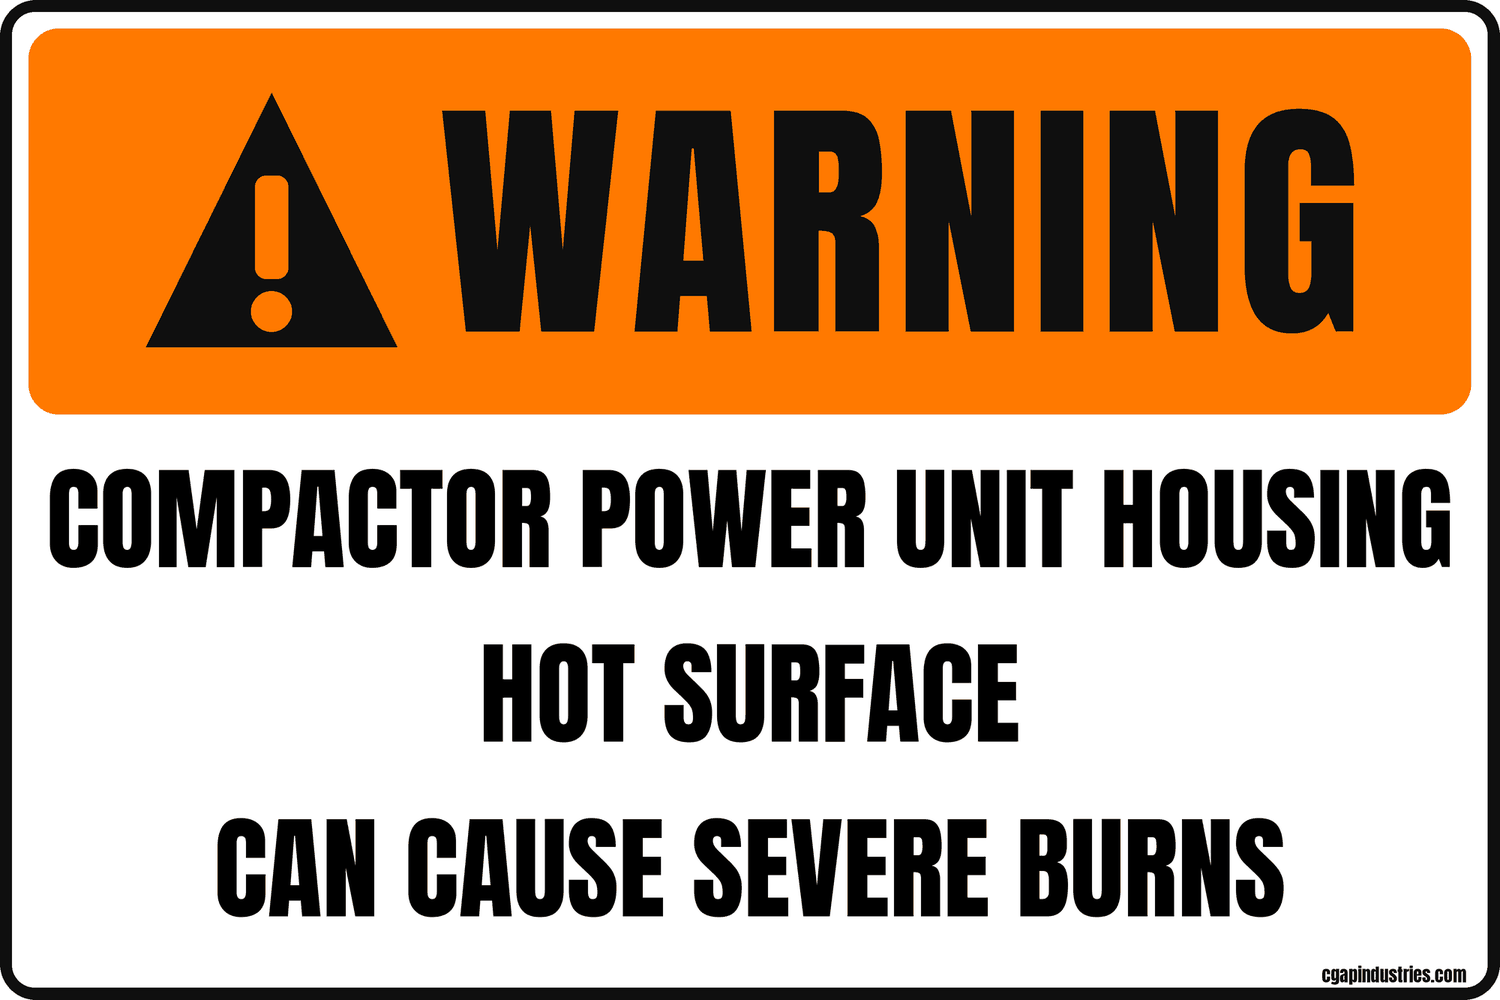 WARNING
COMPACTOR POWER UNIT HOUSING
HOT SURFACE
CAN CAUSE SEVERE BURNS
cgapindustries.com